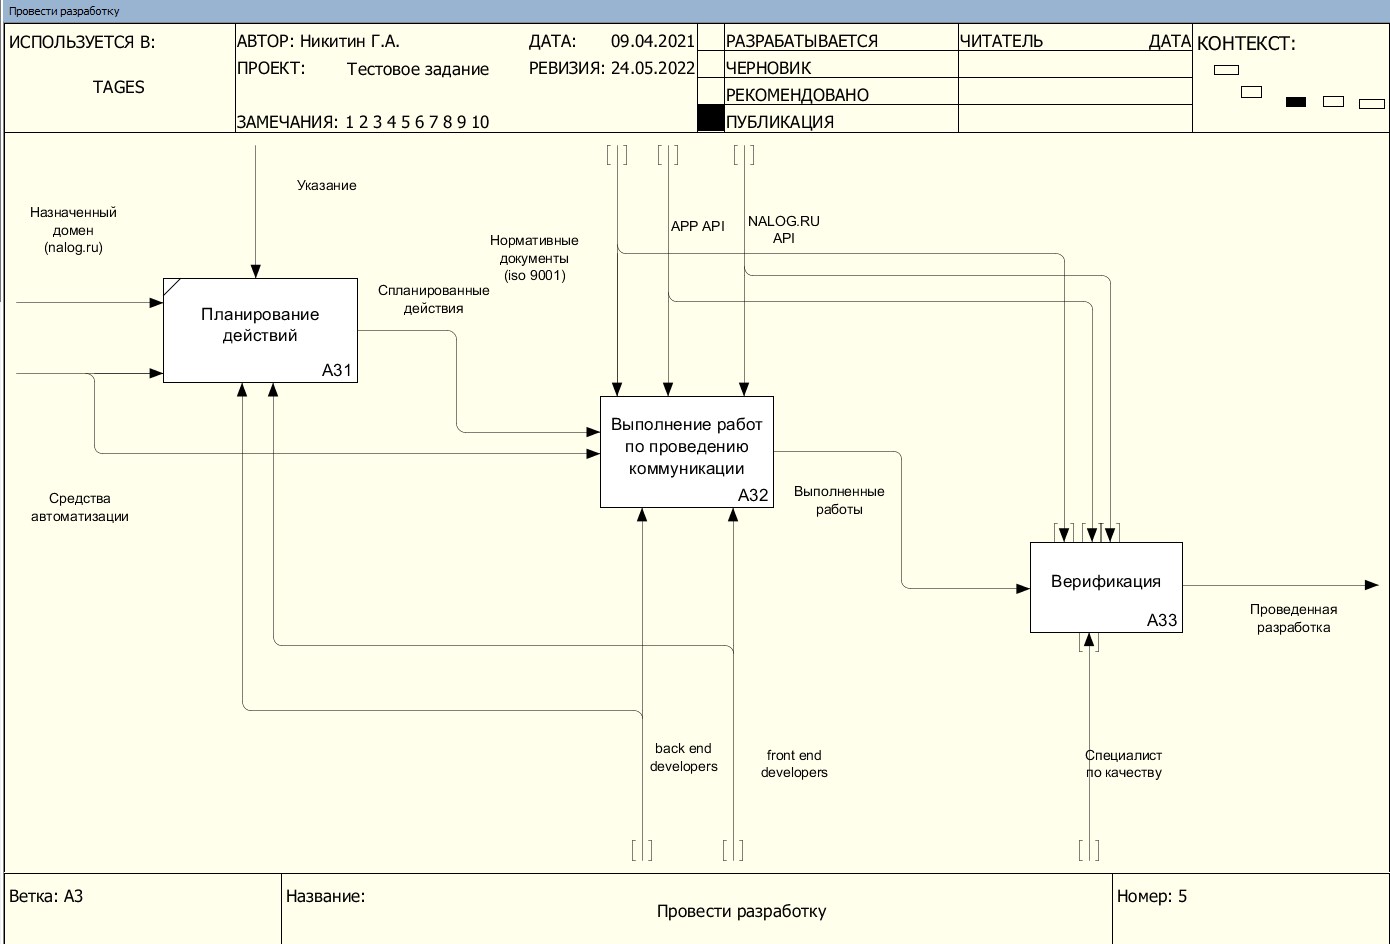 Провести разработку
ИСПОЛЬЗУЕТСЯ В:
TAGES
АВТОР: Никитин Г.А.
ДАТА: 09.04.2021
ПРОЕКТ: Тестовое задание
РЕВИЗИЯ: 24.05.2022
ЗАМЕЧАНИЯ: 1 2 3 4 5 6 7 8 9 10
РАЗРАБАТЫВАЕТСЯ
ЧЕРНОВИК
РЕКОМЕНДОВАНО
ПУБЛИКАЦИЯ
ЧИТАТЕЛЬ
ДАТА
КОНТЕКСТ:
Указание
Назначенный
домен
(nalog.ru)
APP API
NALOG.RU
API
Нормативные
документы
(iso 9001)
Спланированные
действия
Планирование
действий
A31
Выполнение работ
по проведению
коммуникации
A32
Средства
автоматизации
Выполненные
работы
Верификация
A33
Проведенная
разработка
back end
developers
front end
developers
Специалист
по качеству
Ветка: A3
Название:
Провести разработку
Номер: 5